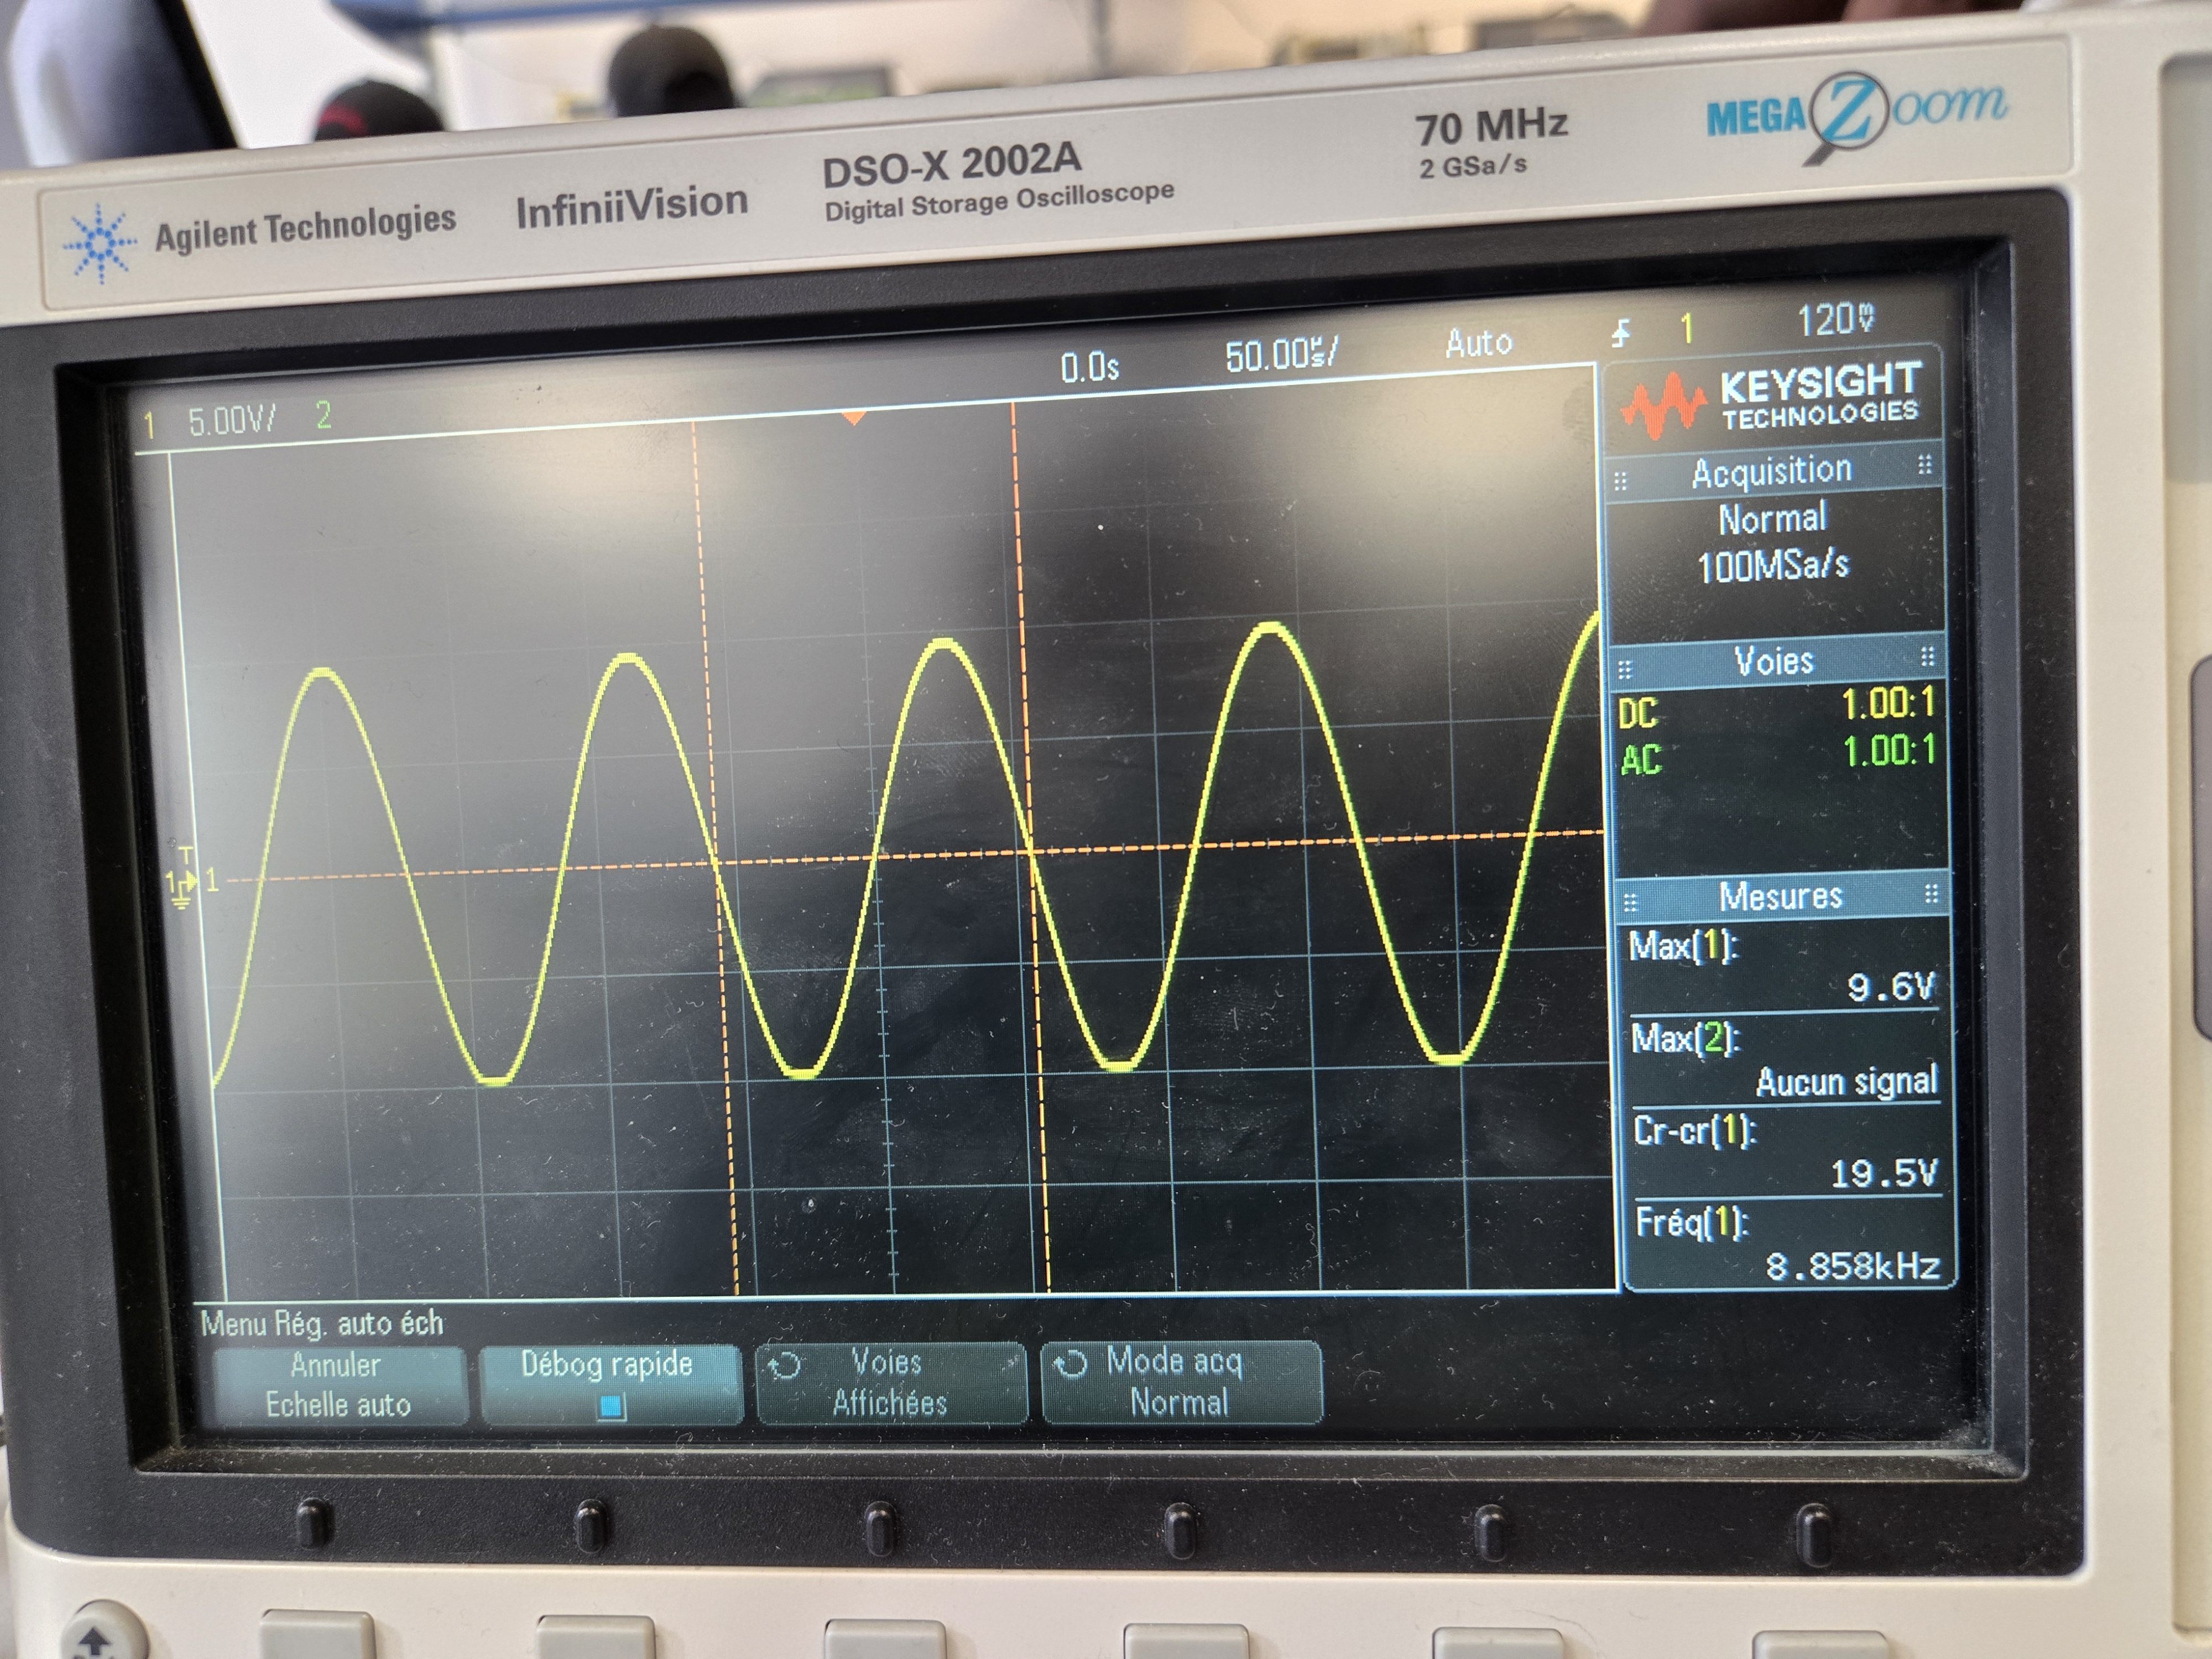 Agilent Technologies InfiniiVision DSO-X 2002A
Digital Storage Oscilloscope
70 MHz
2 GSa/s
MEGA Zoom
1 5.00V/ 2 0.0s 50.00µs/ Auto 1 120mV
KEYSIGHT
TECHNOLOGIES
Acquisition
Normal
100MSa/s
Voies
DC 1.00:1
AC 1.00:1
T
1 1
Mesures
Max(1):
9.6V
Max(2):
Aucun signal
Cr-cr(1):
19.5V
Fréq(1):
8.858kHz
Menu Rég. auto éch
Annuler
Echelle auto
Débog rapide
Voies
Affichées
Mode acq
Normal